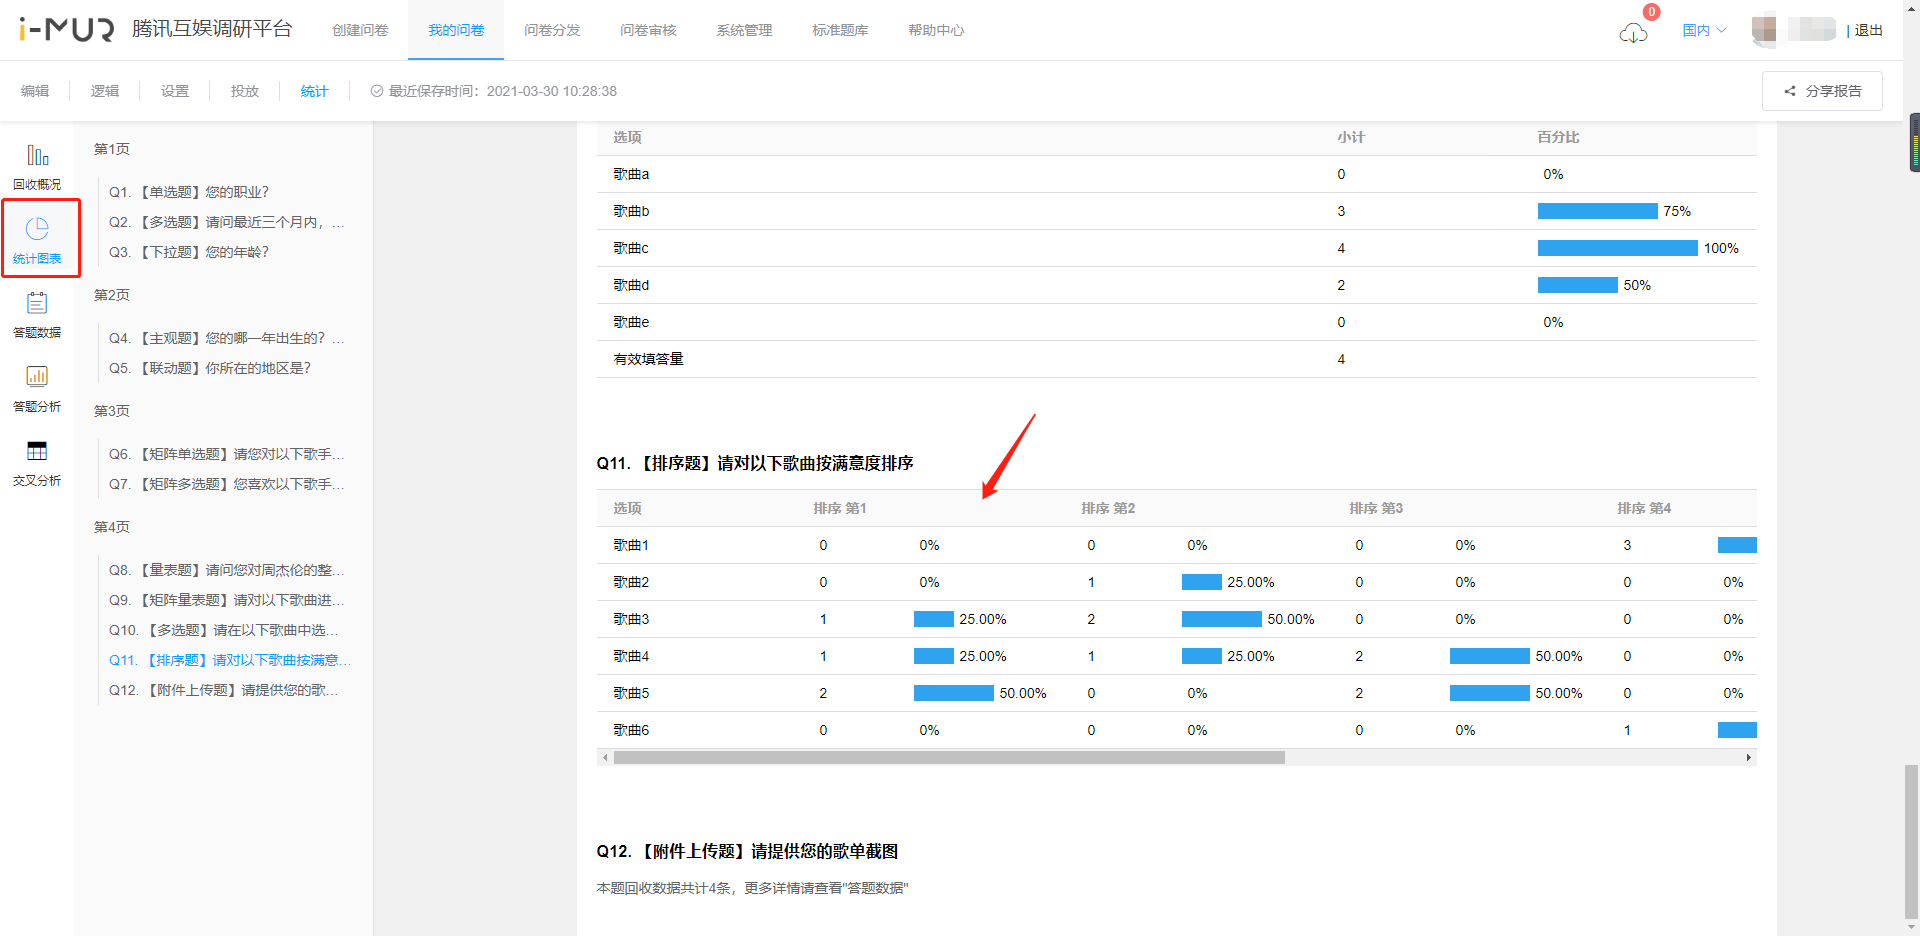 i-MUR 腾讯互娱调研平台 创建问卷 我的问卷 问卷分发 问卷审核 系统管理 标准题库 帮助中心 0 国内 | 退出
编辑 逻辑 设置 投放 统计 最近保存时间：2021-03-30 10:28:38 分享报告
回收概况
统计图表
答题数据
答题分析
交叉分析
第1页
Q1. 【单选题】您的职业？
Q2. 【多选题】请问最近三个月内，...
Q3. 【下拉题】您的年龄？
第2页
Q4. 【主观题】您的哪一年出生的？...
Q5. 【联动题】你所在的地区是？
第3页
Q6. 【矩阵单选题】请您对以下歌手...
Q7. 【矩阵多选题】您喜欢以下歌手...
第4页
Q8. 【量表题】请问您对周杰伦的整...
Q9. 【矩阵量表题】请对以下歌曲进...
Q10. 【多选题】请在以下歌曲中选...
Q11. 【排序题】请对以下歌曲按满意...
Q12. 【附件上传题】请提供您的歌...
选项 小计 百分比
歌曲a 0 0%
歌曲b 3 75%
歌曲c 4 100%
歌曲d 2 50%
歌曲e 0 0%
有效填答量 4
Q11. 【排序题】请对以下歌曲按满意度排序
选项 排序 第1 排序 第2 排序 第3 排序 第4
歌曲1 0 0% 0 0% 0 0% 3
歌曲2 0 0% 1 25.00% 0 0% 0 0%
歌曲3 1 25.00% 2 50.00% 0 0% 0 0%
歌曲4 1 25.00% 1 25.00% 2 50.00% 0 0%
歌曲5 2 50.00% 0 0% 2 50.00% 0 0%
歌曲6 0 0% 0 0% 0 0% 1
Q12. 【附件上传题】请提供您的歌单截图
本题回收数据共计4条，更多详情请查看"答题数据"